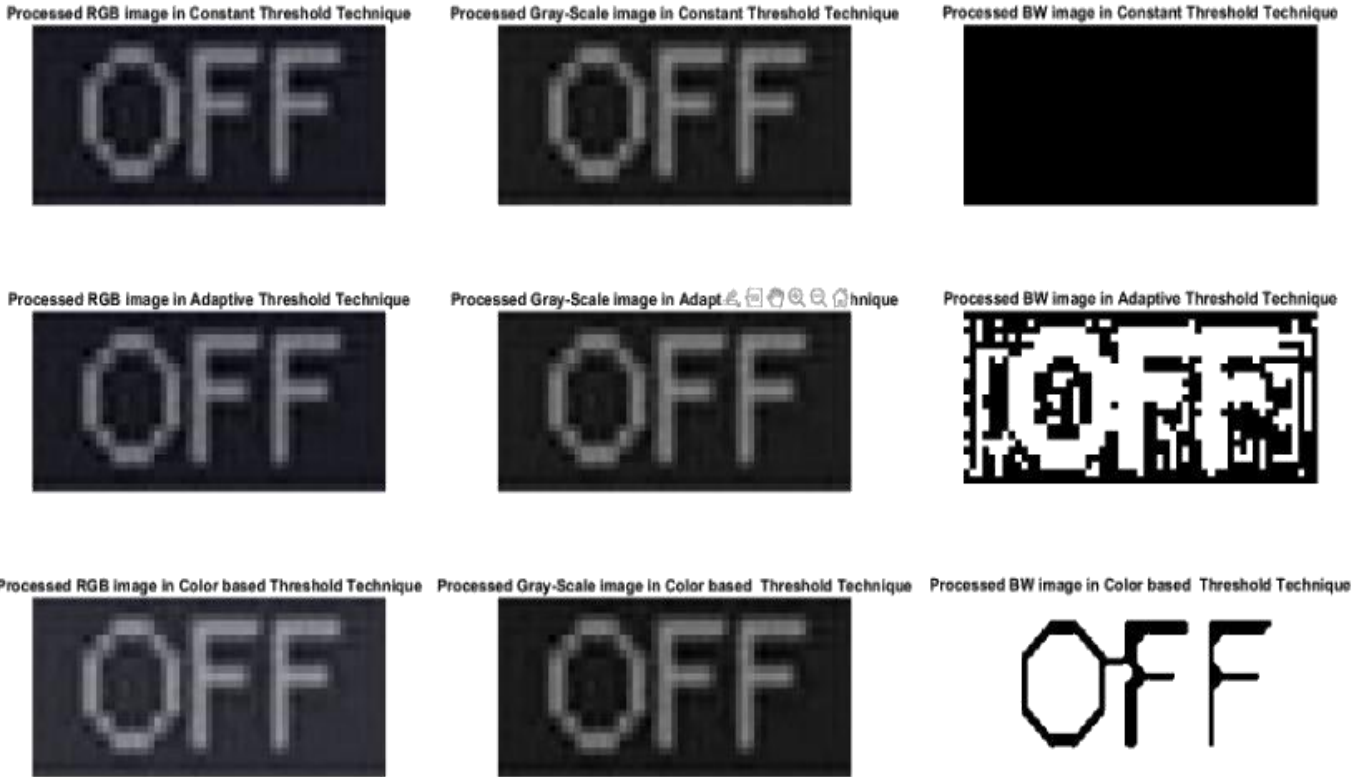 Processed RGB image in Constant Threshold Technique
Processed Gray-Scale image in Constant Threshold Technique
Processed BW image in Constant Threshold Technique
OFF
OFF
Processed RGB image in Adaptive Threshold Technique
Processed Gray-Scale image in Adapt hnique
Processed BW image in Adaptive Threshold Technique
OFF
OFF
OFF
Processed RGB image in Color based Threshold Technique
Processed Gray-Scale image in Color based Threshold Technique
Processed BW image in Color based Threshold Technique
OFF
OFF
OFF